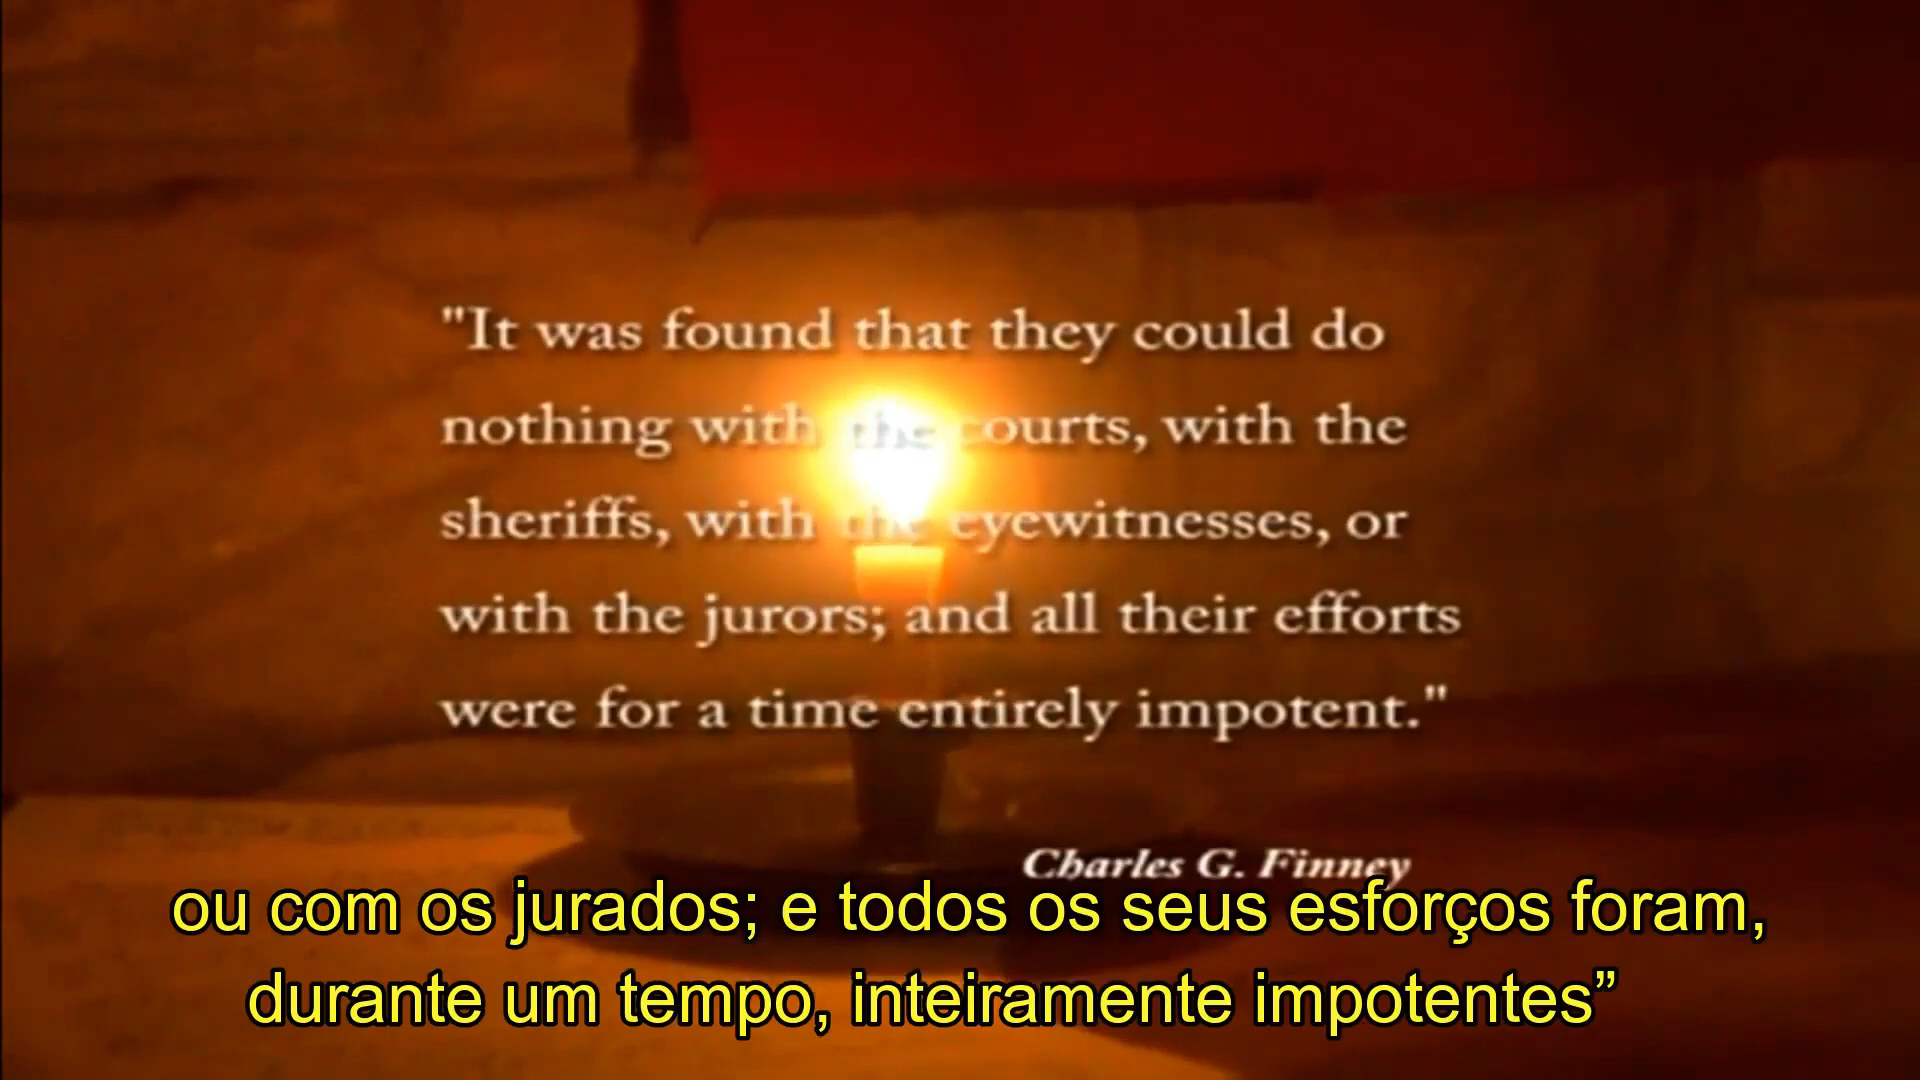 "It was found that they could do
nothing with the courts, with the
sheriffs, with the eyewitnesses, or
with the jurors; and all their efforts
were for a time entirely impotent."
Charles G. Finney
ou com os jurados; e todos os seus esforços foram,
durante um tempo, inteiramente impotentes”